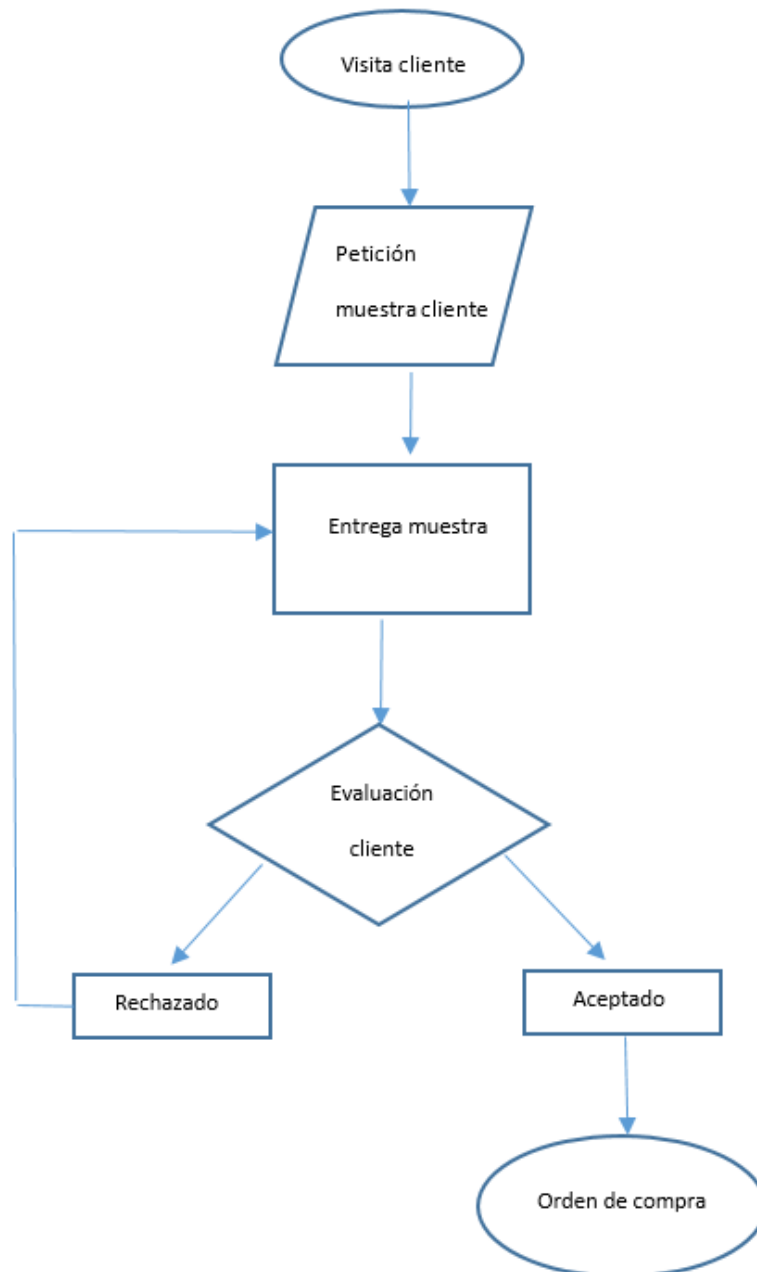 Visita cliente
Petición
muestra cliente
Entrega muestra
Evaluación
cliente
Rechazado
Aceptado
Orden de compra